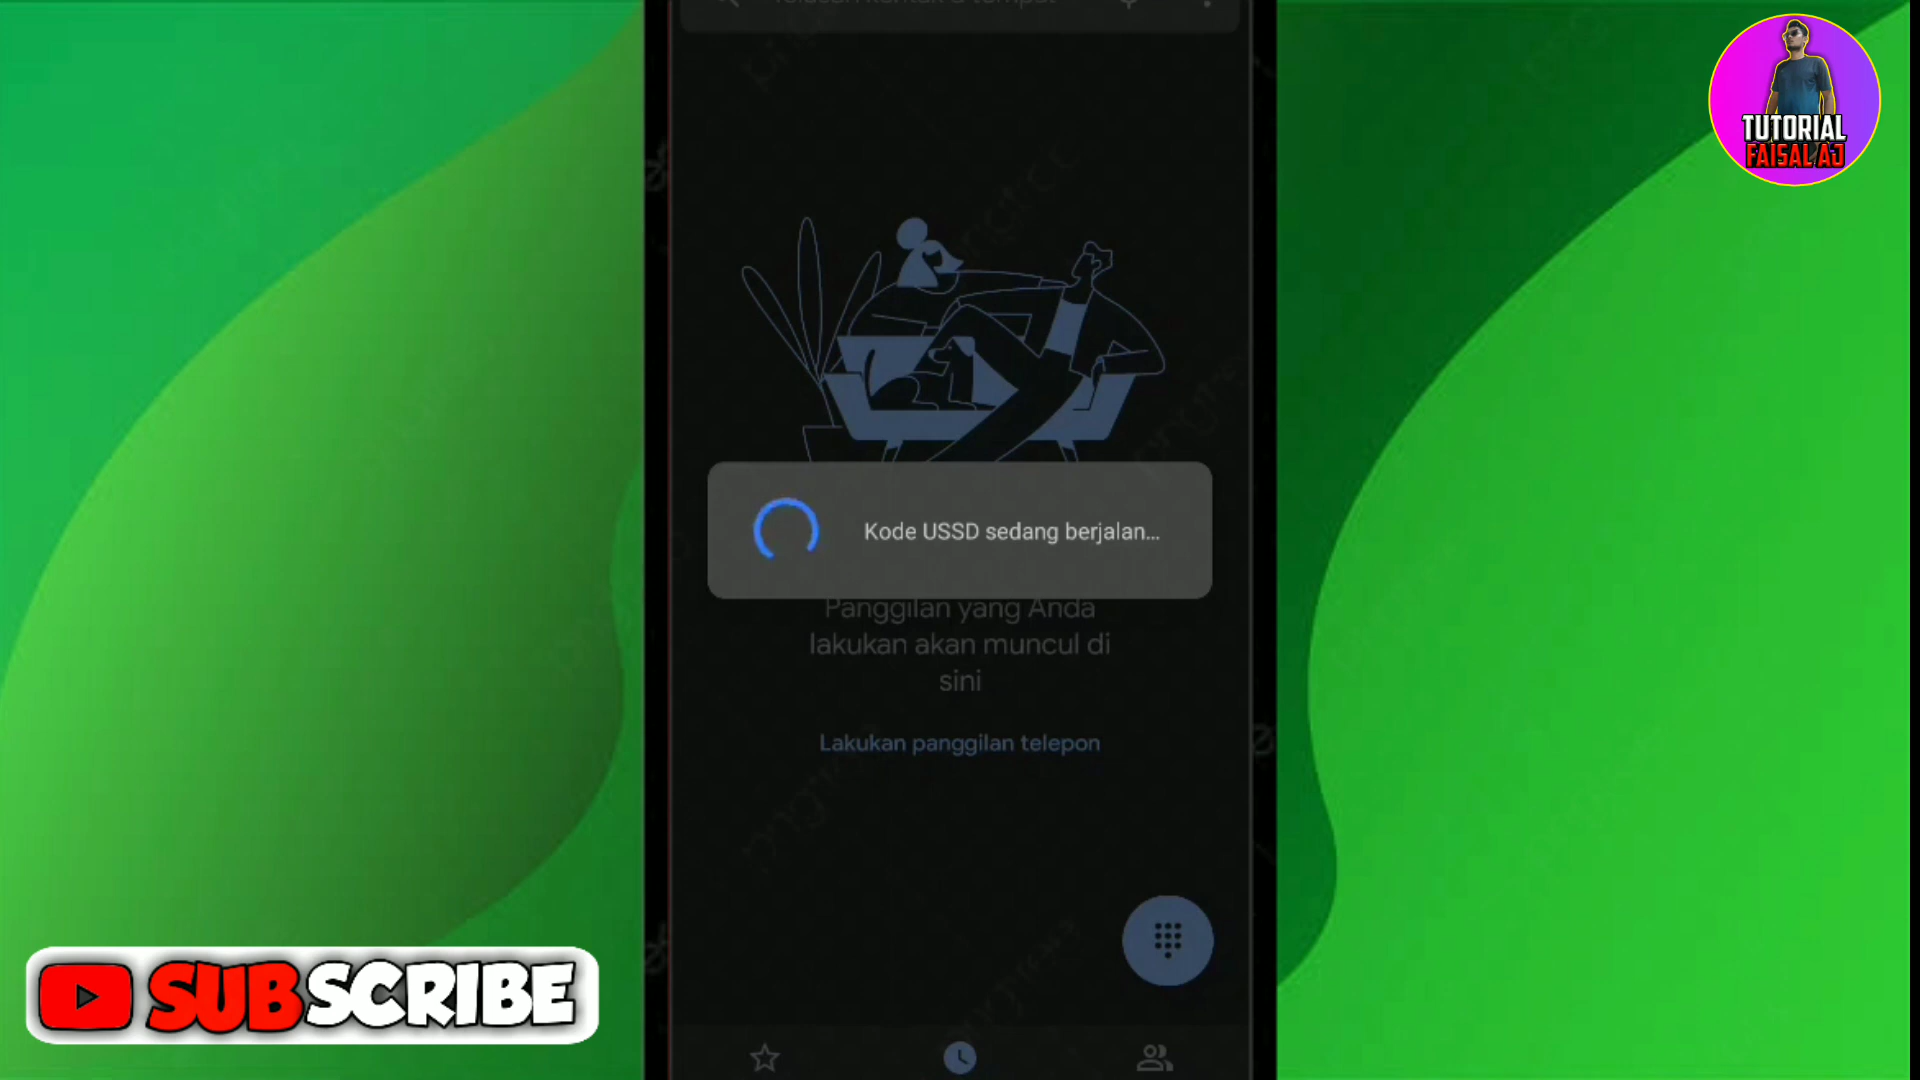 TUTORIAL
FAISAL AJ
Kode USSD sedang berjalan...
Panggilan yang Anda
lakukan akan muncul di
sini
Lakukan panggilan telepon
SUBSCRIBE